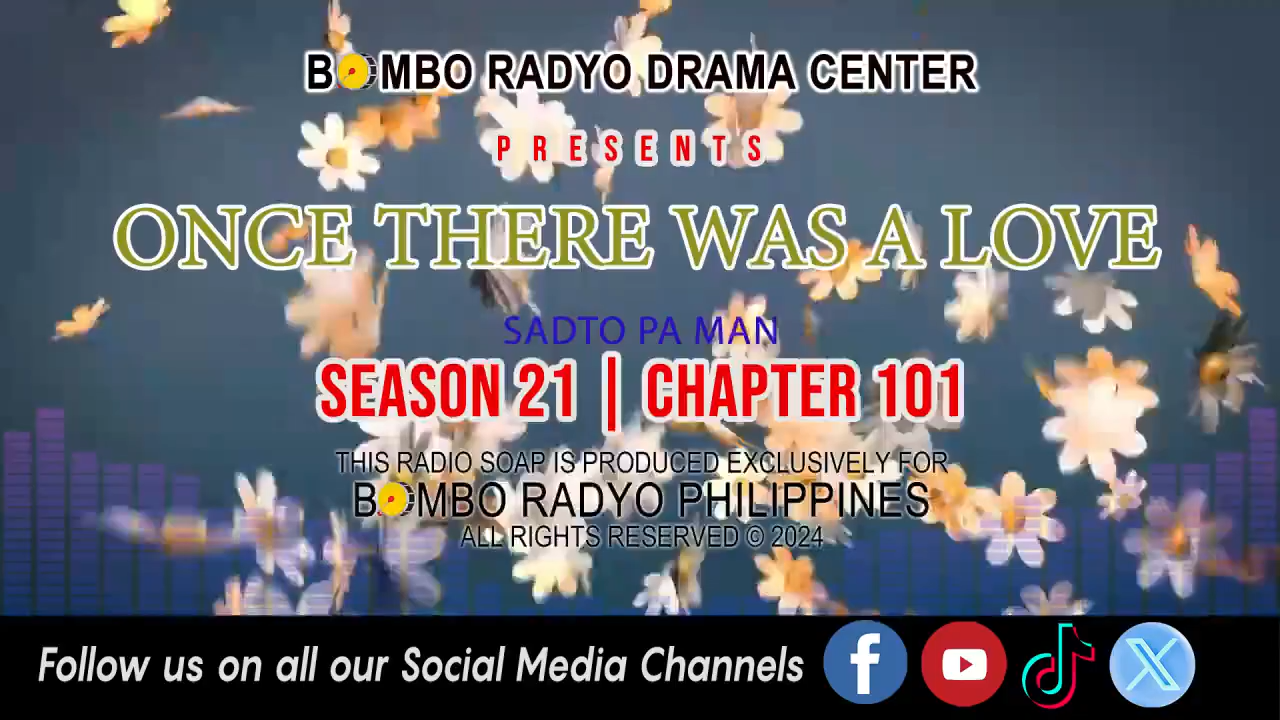 BOMBO RADYO DRAMA CENTER
PRESENTS
ONCE THERE WAS A LOVE
SADTO PA MAN
SEASON 21 | CHAPTER 101
THIS RADIO SOAP IS PRODUCED EXCLUSIVELY FOR
BOMBO RADYO PHILIPPINES
ALL RIGHTS RESERVED © 2024
Follow us on all our Social Media Channels